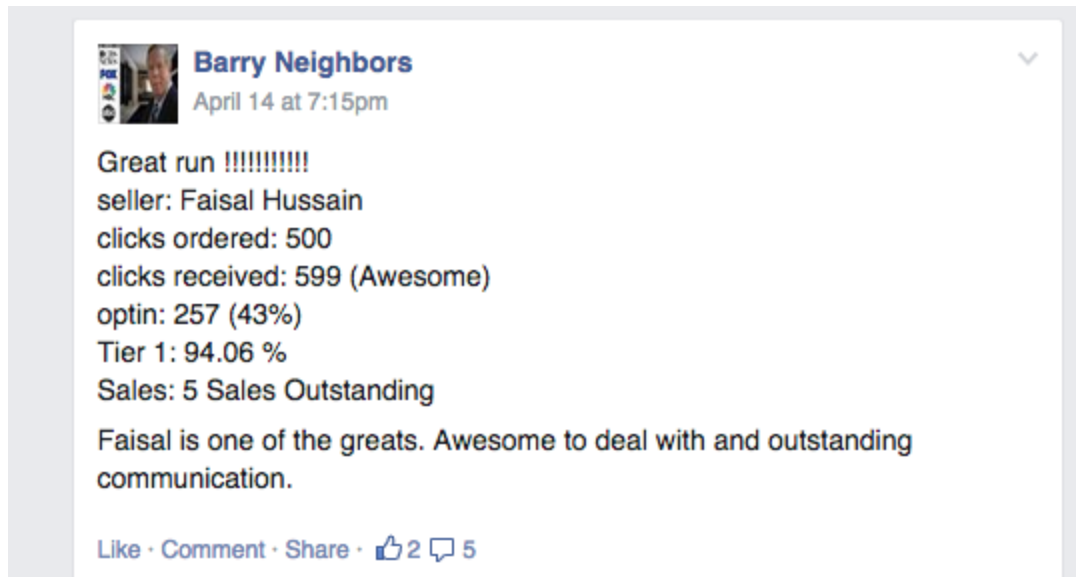 Barry Neighbors
April 14 at 7:15pm
Great run !!!!!!!!!!!
seller: Faisal Hussain
clicks ordered: 500
clicks received: 599 (Awesome)
optin: 257 (43%)
Tier 1: 94.06 %
Sales: 5 Sales Outstanding
Faisal is one of the greats. Awesome to deal with and outstanding
communication.
Like · Comment · Share · 2 5